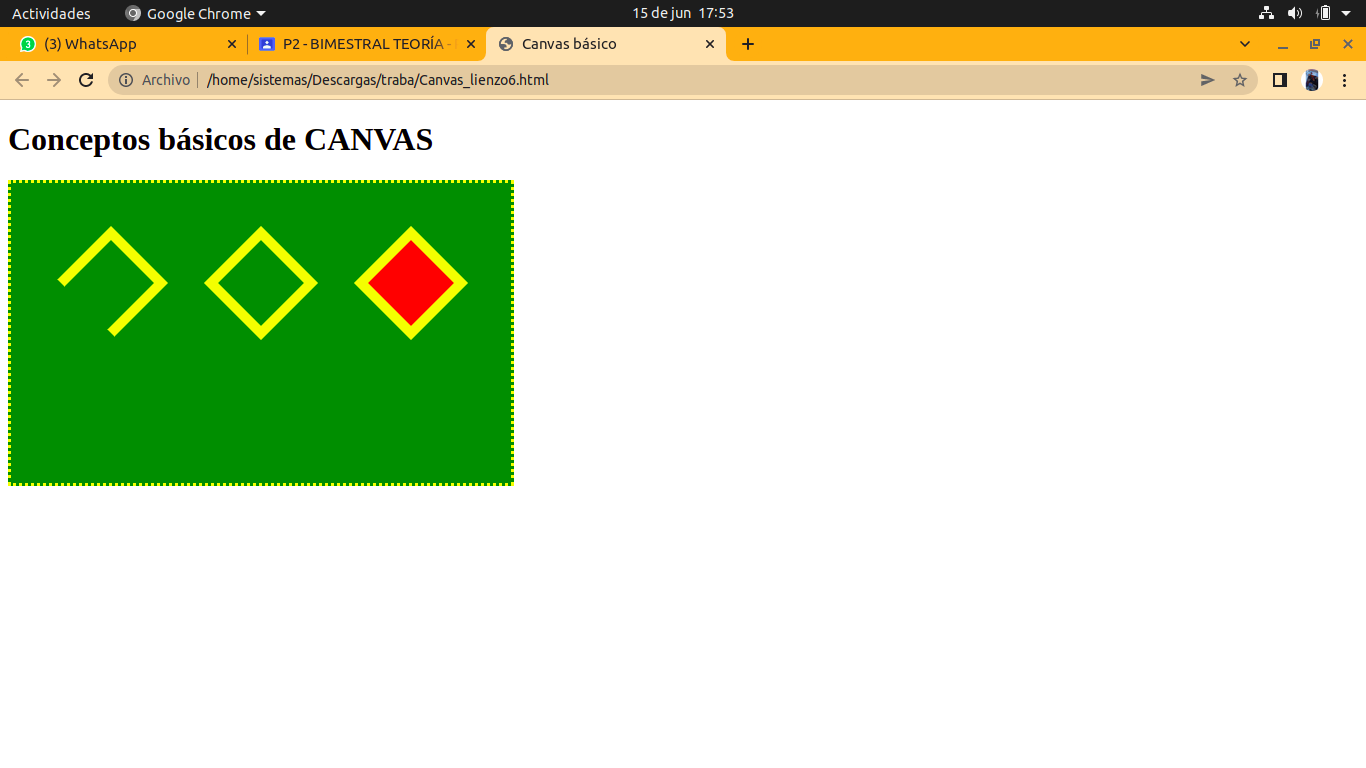 Actividades Google Chrome 15 de jun 17:53
3 (3) WhatsApp P2 - BIMESTRAL TEORÍA - Canvas básico
Archivo /home/sistemas/Descargas/traba/Canvas_lienzo6.html
Conceptos básicos de CANVAS